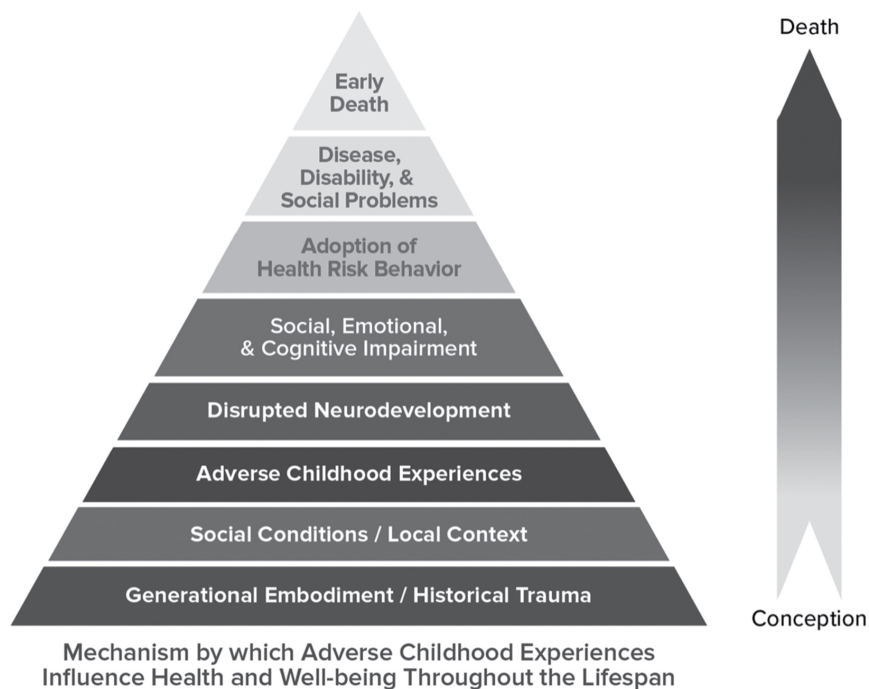 Death
Early
Death
Disease,
Disability, &
Social Problems
Adoption of
Health Risk Behavior
Social, Emotional,
& Cognitive Impairment
Disrupted Neurodevelopment
Adverse Childhood Experiences
Social Conditions / Local Context
Generational Embodiment / Historical Trauma
Conception
Mechanism by which Adverse Childhood Experiences
Influence Health and Well-being Throughout the Lifespan